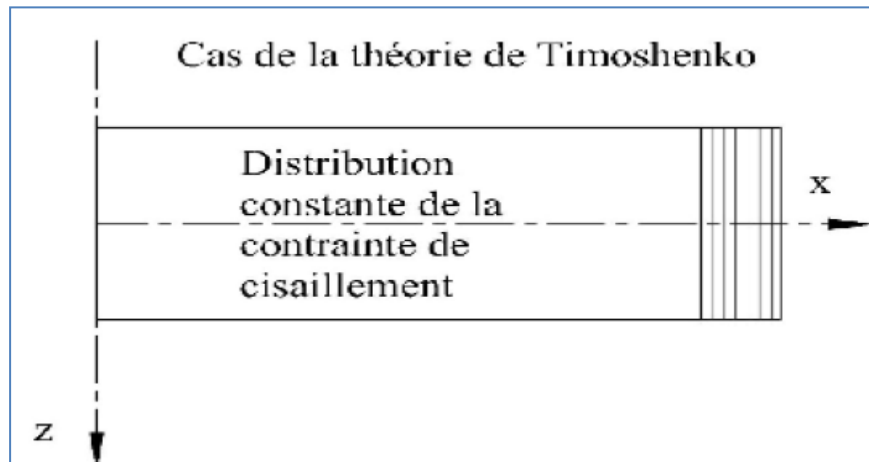 Cas de la théorie de Timoshenko
Distribution
constante de la
contrainte de
cisaillement
x
z